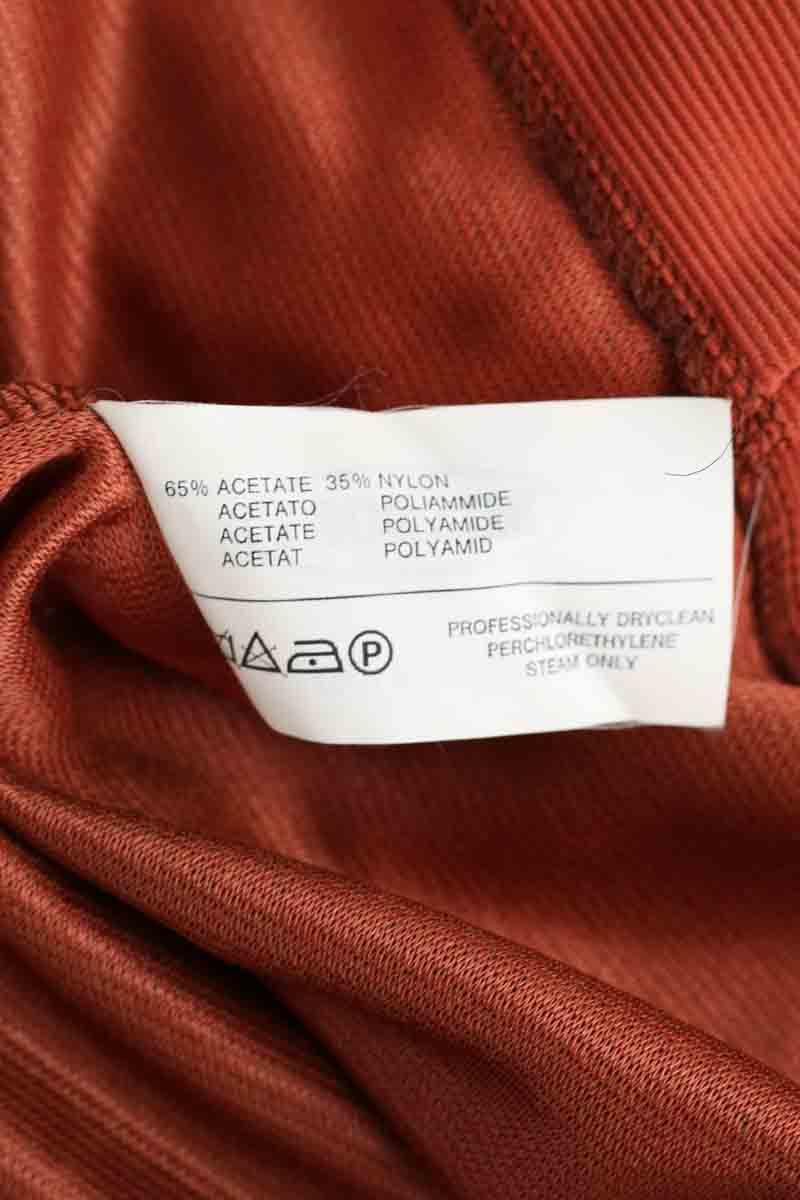 65% ACETATE 35% NYLON
ACETATO POLIAMMIDE
ACETATE POLYAMIDE
ACETAT POLYAMID
PROFESSIONALLY DRYCLEAN
PERCHLORETHYLENE
STEAM ONLY
P